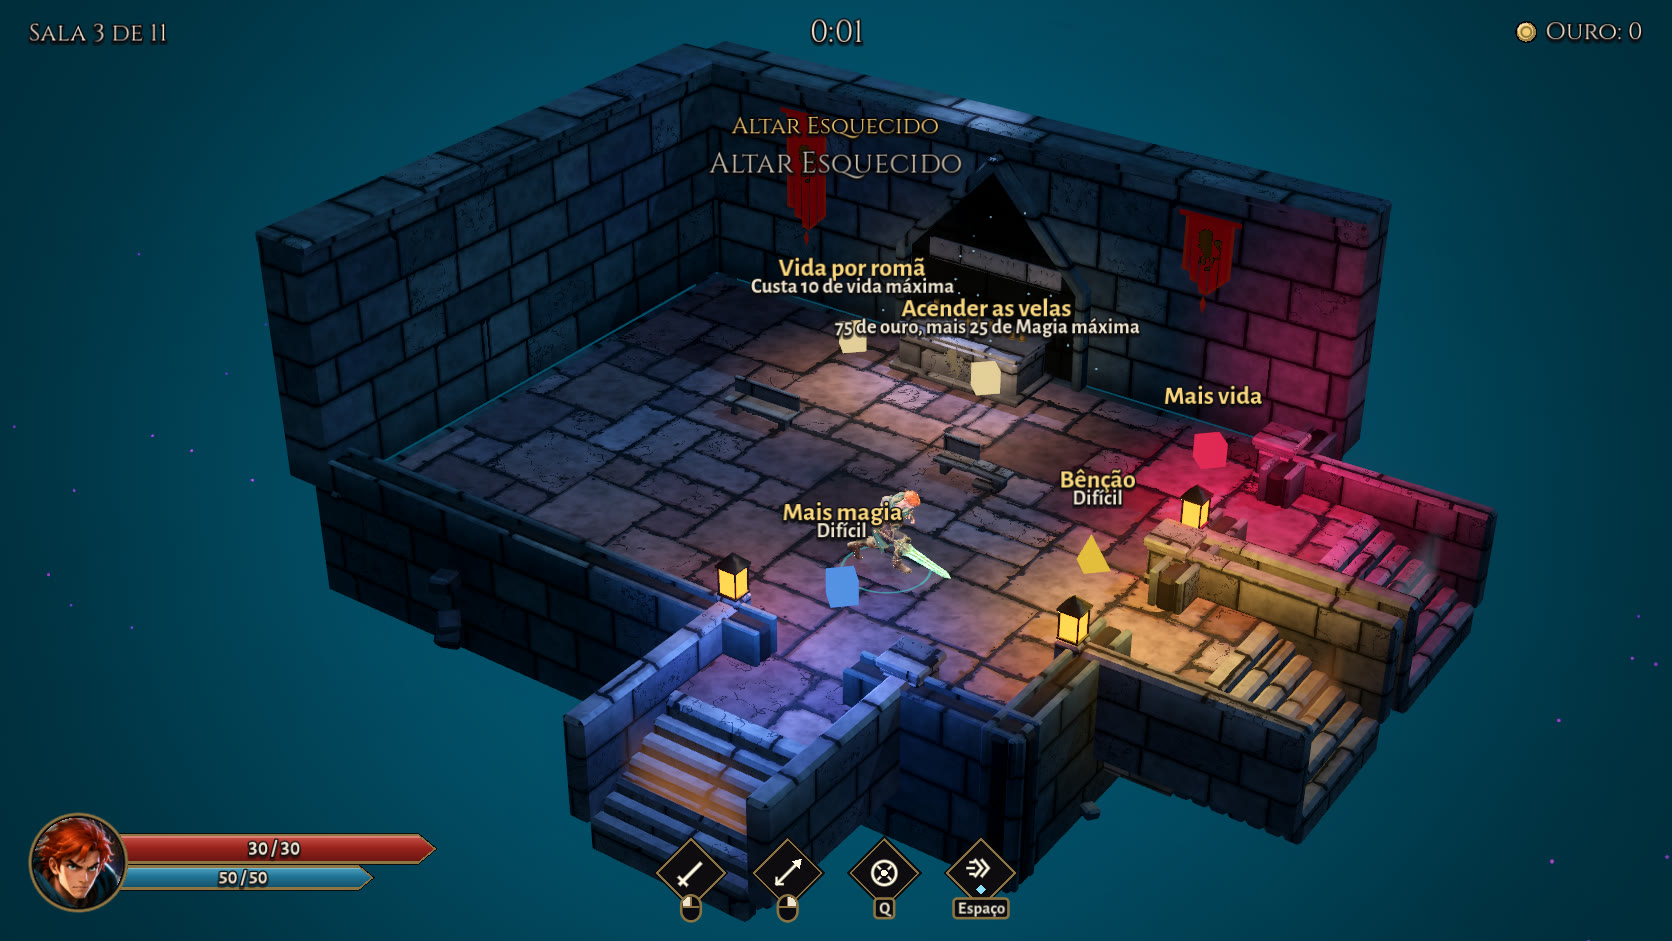 Sala 3 de 11
0:01
Ouro: 0
Altar Esquecido
Altar Esquecido
Vida por romã
Custa 10 de vida máxima
Acender as velas
75 de ouro, mais 25 de Magia máxima
Mais vida
Bênção
Difícil
Mais magia
Difícil
30/30
50/50
Q
Espaço